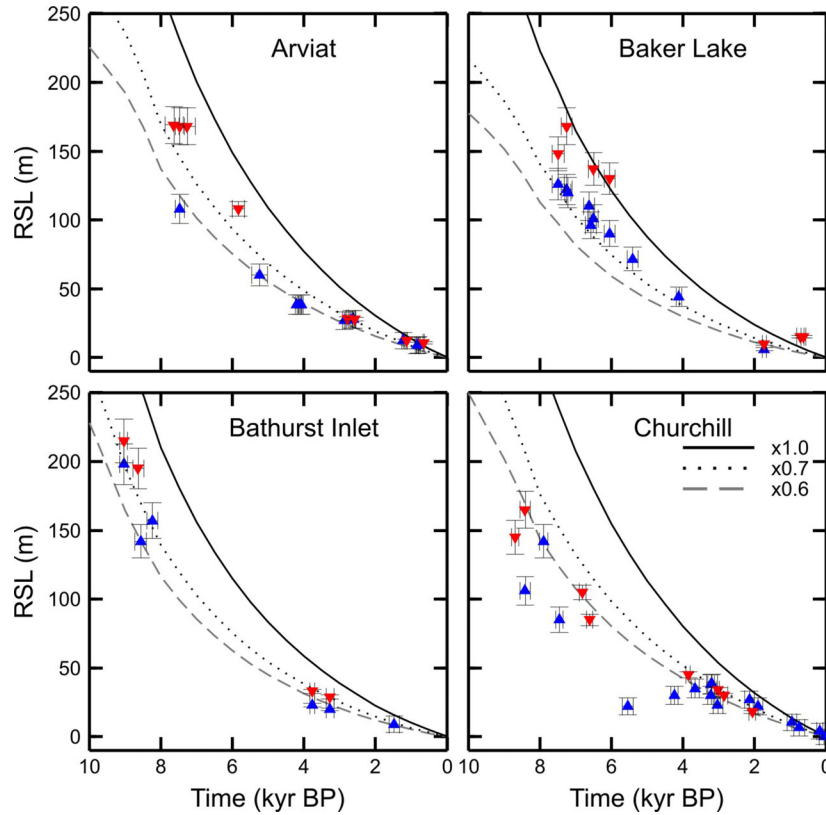 250
200
150
100
50
0
RSL (m)
Arviat
Baker Lake
250
200
150
100
50
0
RSL (m)
Bathurst Inlet
Churchill
x1.0
x0.7
x0.6
10 8 6 4 2 0 10 8 6 4 2 0
Time (kyr BP) Time (kyr BP)